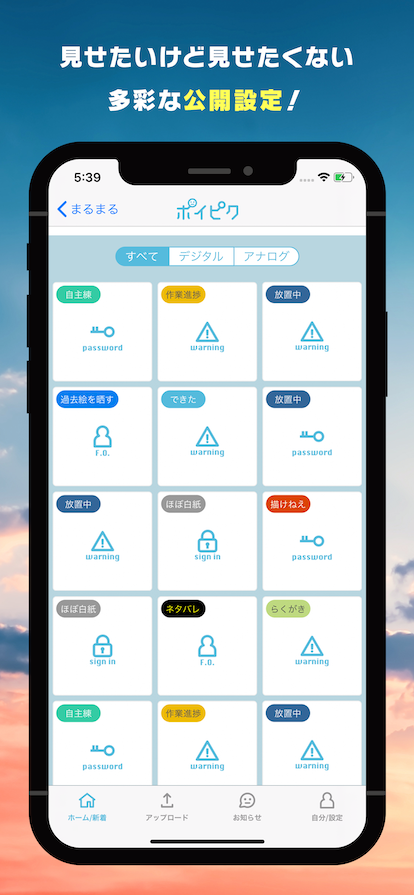 見せたいけど見せたくない
多彩な公開設定!
5:39
まるまる
ポイピク
すべて
デジタル
アナログ
自主練
作業進捗
放置中
password
warning
warning
過去絵を晒す
できた
放置中
F.O.
warning
password
放置中
ほぼ白紙
描けねえ
warning
sign in
password
ほぼ白紙
ネタバレ
らくがき
sign in
F.O.
warning
自主練
作業進捗
放置中
password
warning
warning
ホーム/新着
アップロード
お知らせ
自分/設定